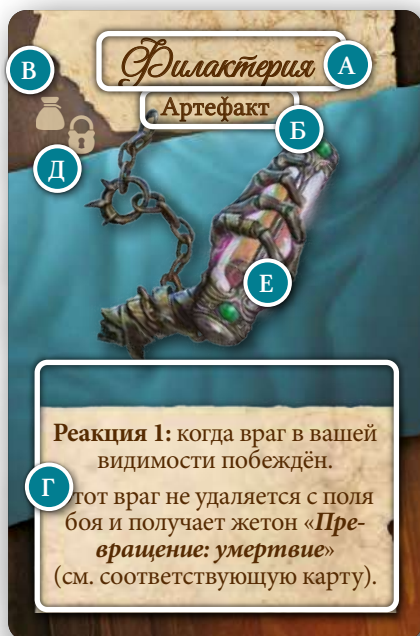 В
Филактерия
А
Артефакт
Б
Д
Е
Реакция 1: когда враг в вашей
видимости побеждён.
Г
тот враг не удаляется с поля
боя и получает жетон «Пре-
вращение: умертвие»
(см. соответствующую карту).